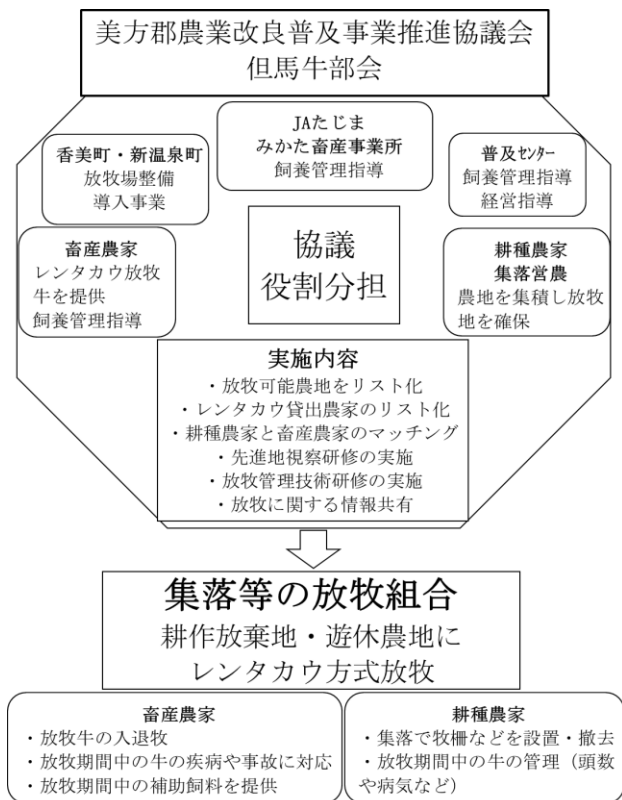 美方郡農業改良普及事業推進協議会
但馬牛部会
JAたじま
みかた畜産事業所
飼養管理指導
香美町・新温泉町
放牧場整備
導入事業
普及センター
飼養管理指導
経営指導
畜産農家
レンタカウ放牧
牛を提供
飼養管理指導
協議
役割分担
耕種農家
集落営農
農地を集積し放牧
地を確保
実施内容
・放牧可能農地をリスト化
・レンタカウ貸出農家のリスト化
・耕種農家と畜産農家のマッチング
・先進地視察研修の実施
・放牧管理技術研修の実施
・放牧に関する情報共有
集落等の放牧組合
耕作放棄地・遊休農地に
レンタカウ方式放牧
畜産農家
・放牧牛の入退牧
・放牧期間中の牛の疾病や事故に対応
・放牧期間中の補助飼料を提供
耕種農家
・集落で牧柵などを設置・撤去
・放牧期間中の牛の管理（頭数
や病気など）